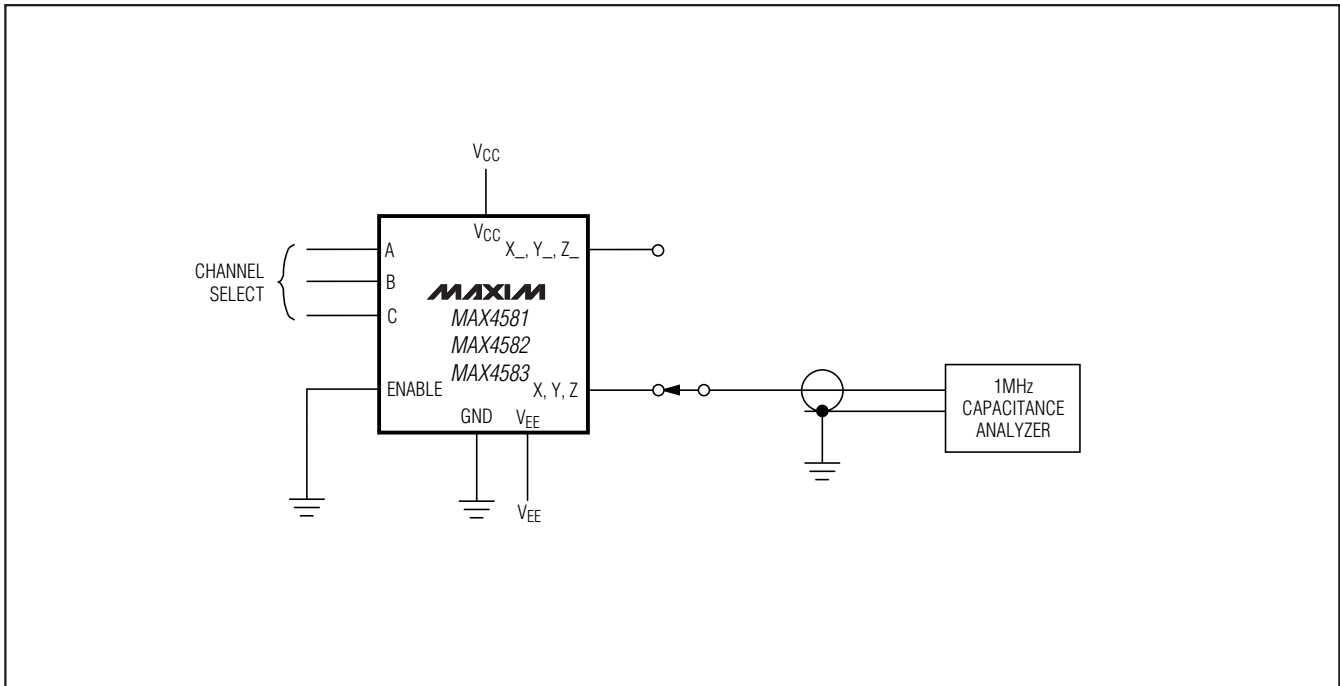 VCC
VCC
X_, Y_, Z_
A
CHANNEL
SELECT
B
C
MAXIM
MAX4581
MAX4582
MAX4583
ENABLE
X, Y, Z
GND
VEE
VEE
1MHz
CAPACITANCE
ANALYZER